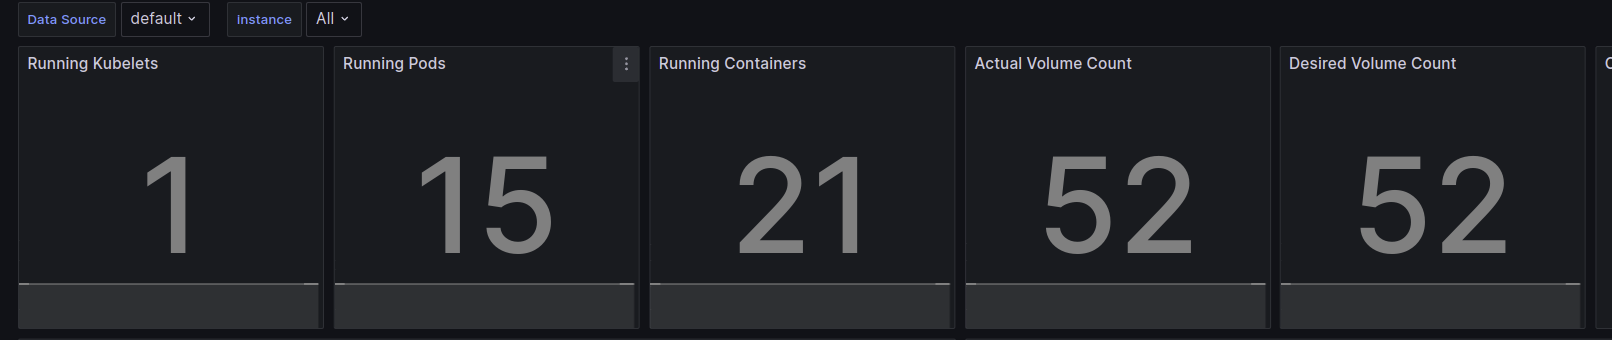 Data Source default instance All
Running Kubelets Running Pods Running Containers Actual Volume Count Desired Volume Count
1 15 21 52 52